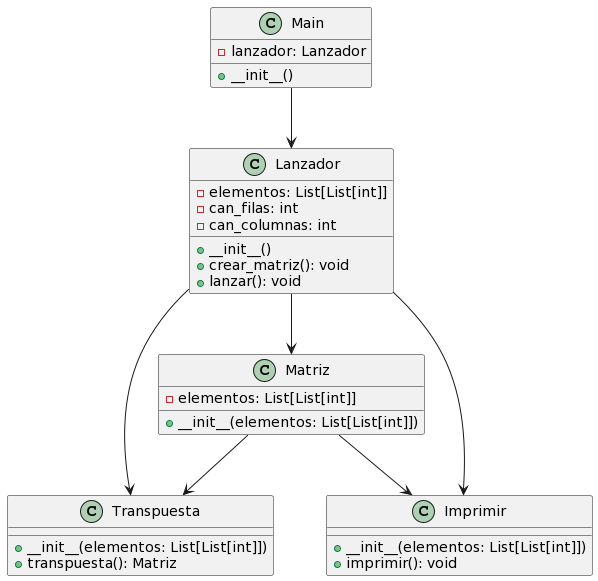 C Main
lanzador: Lanzador
__init__()
C Lanzador
elementos: List[List[int]]
can_filas: int
can_columnas: int
__init__()
crear_matriz(): void
lanzar(): void
C Matriz
elementos: List[List[int]]
__init__(elementos: List[List[int]])
C Transpuesta
__init__(elementos: List[List[int]])
transpuesta(): Matriz
C Imprimir
__init__(elementos: List[List[int]])
imprimir(): void